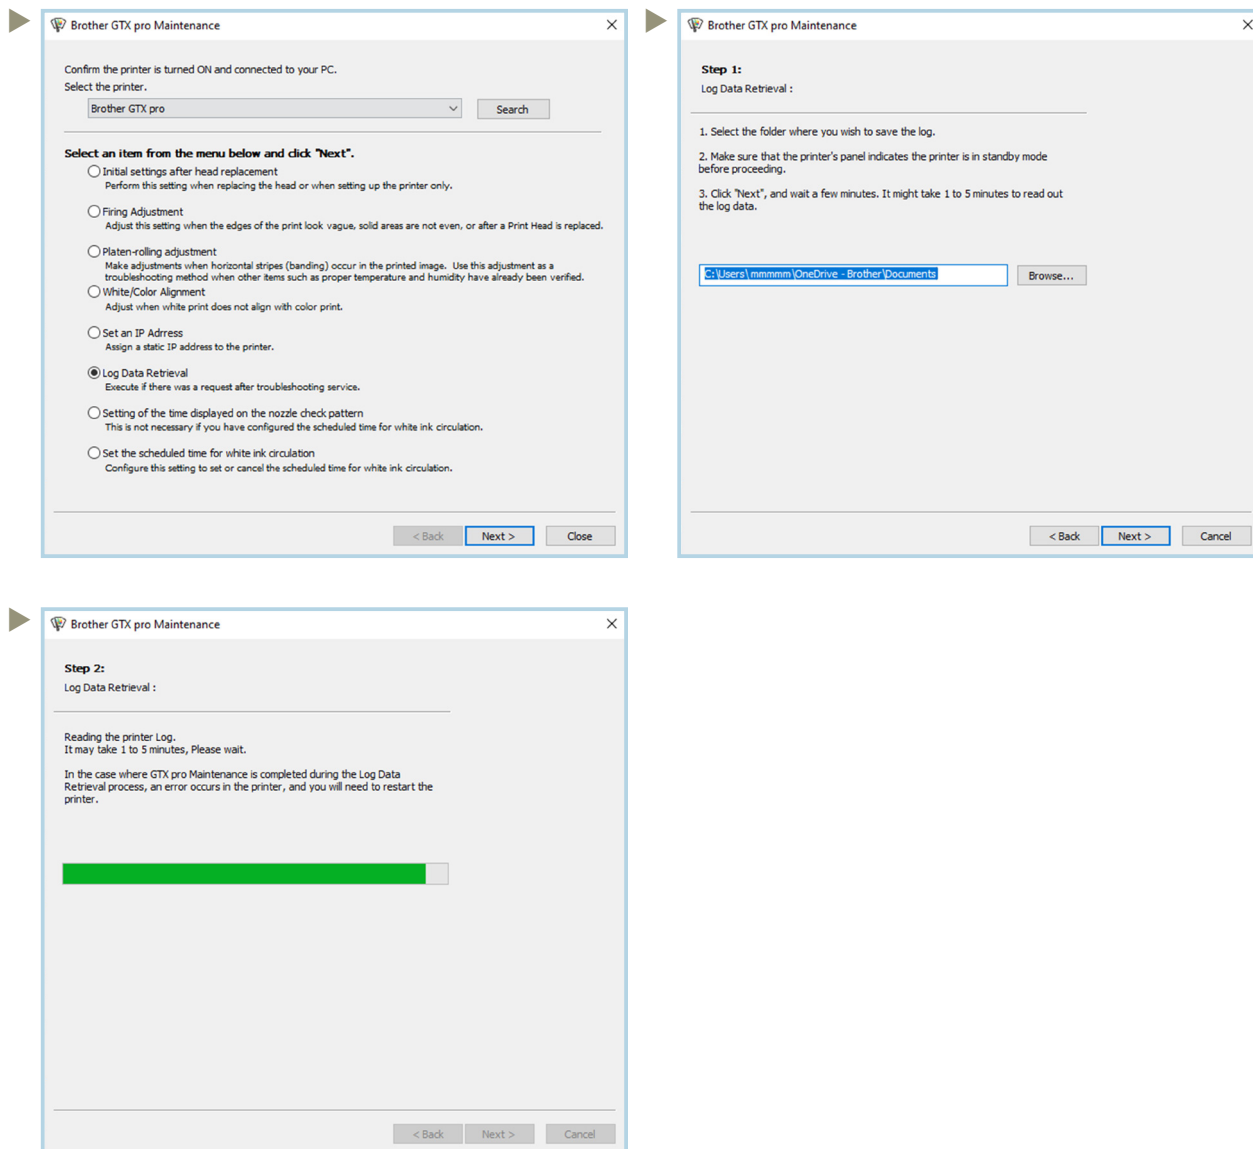 Brother GTX pro Maintenance
Confirm the printer is turned ON and connected to your PC.
Select the printer.
Brother GTX pro
Search
Select an item from the menu below and click "Next".
Initial settings after head replacement
Perform this setting when replacing the head or when setting up the printer only.
Firing Adjustment
Adjust this setting when the edges of the print look vague, solid areas are not even, or after a Print Head is replaced.
Platen-rolling adjustment
Make adjustments when horizontal stripes (banding) occur in the printed image. Use this adjustment as a
troubleshooting method when other items such as proper temperature and humidity have already been verified.
White/Color Alignment
Adjust when white print does not align with color print.
Set an IP Adrress
Assign a static IP address to the printer.
Log Data Retrieval
Execute if there was a request after troubleshooting service.
Setting of the time displayed on the nozzle check pattern
This is not necessary if you have configured the scheduled time for white ink circulation.
Set the scheduled time for white ink circulation
Configure this setting to set or cancel the scheduled time for white ink circulation.
< Back Next > Close
Brother GTX pro Maintenance
Step 1:
Log Data Retrieval :
1. Select the folder where you wish to save the log.
2. Make sure that the printer's panel indicates the printer is in standby mode
before proceeding.
3. Click "Next", and wait a few minutes. It might take 1 to 5 minutes to read out
the log data.
C:\Users\mmmmm\OneDrive - Brother\Documents
Browse...
< Back Next > Cancel
Brother GTX pro Maintenance
Step 2:
Log Data Retrieval :
Reading the printer Log.
It may take 1 to 5 minutes, Please wait.
In the case where GTX pro Maintenance is completed during the Log Data
Retrieval process, an error occurs in the printer, and you will need to restart the
printer.
< Back Next > Cancel